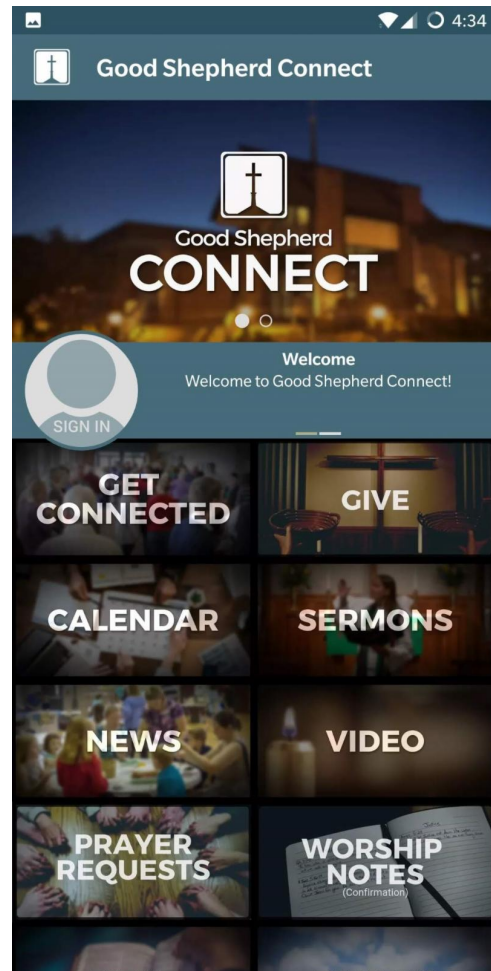 4:34
Good Shepherd Connect
Good Shepherd
CONNECT
Welcome
Welcome to Good Shepherd Connect!
SIGN IN
GET
CONNECTED
GIVE
CALENDAR
SERMONS
NEWS
VIDEO
PRAYER
REQUESTS
WORSHIP
NOTES
(Confirmation)